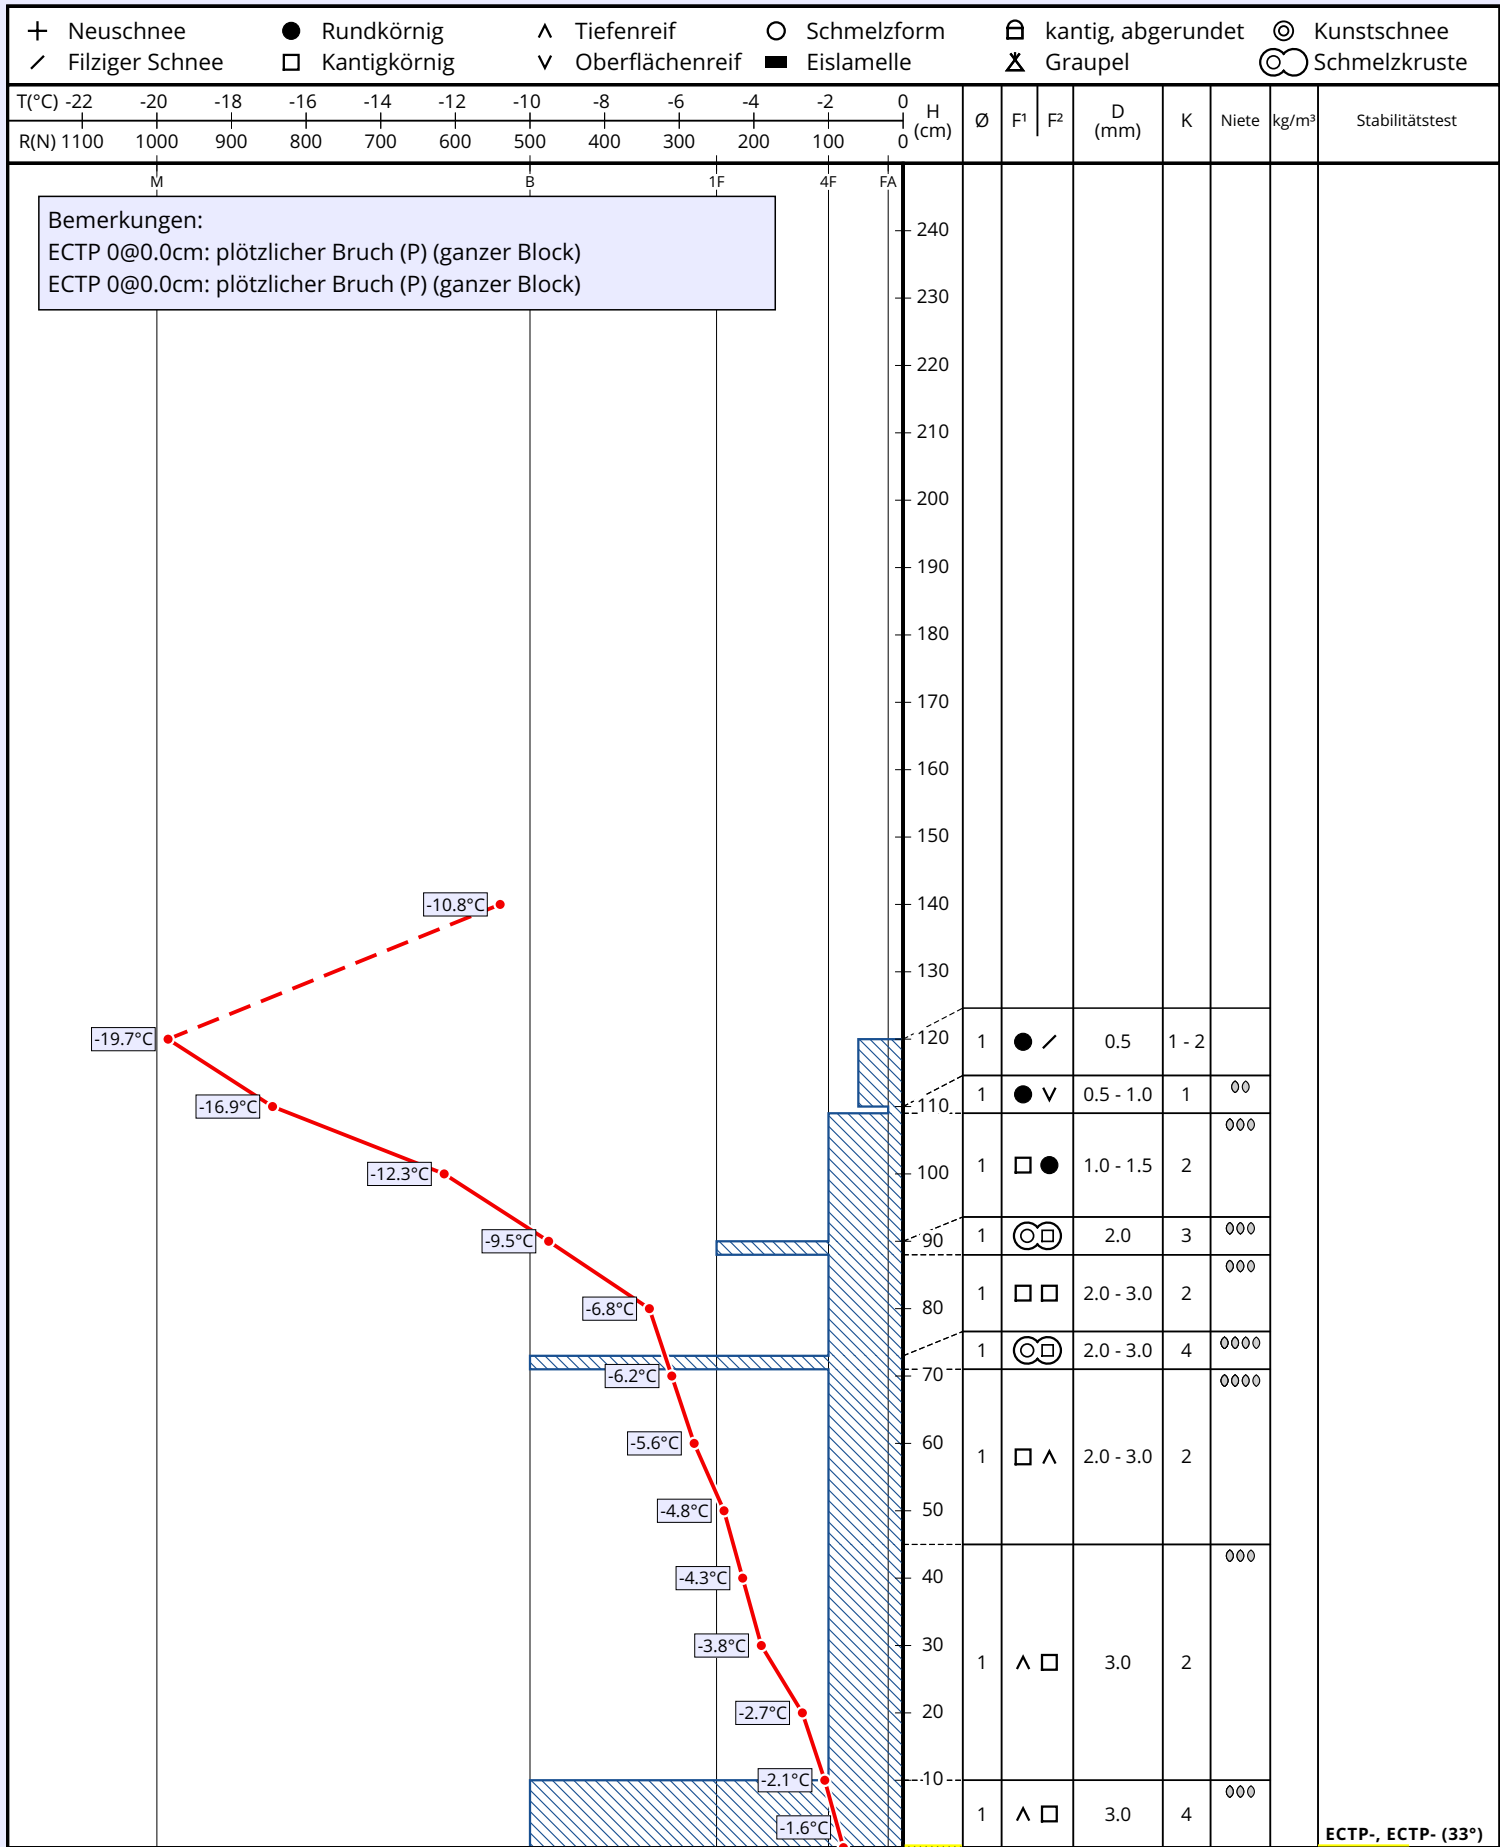 Neuschnee Rundkörnig Tiefenreif Schmelzform kantig, abgerundet Kunstschnee
Filziger Schnee Kantigkörnig Oberflächenreif Eislamelle Graupel Schmelzkruste
T(°C) -22 -20 -18 -16 -14 -12 -10 -8 -6 -4 -2 0
R(N) 1100 1000 900 800 700 600 500 400 300 200 100 0
H (cm) Ø F¹ F² D (mm) K Niete kg/m³ Stabilitätstest
M B 1F 4F FA
Bemerkungen:
ECTP 0@0.0cm: plötzlicher Bruch (P) (ganzer Block)
ECTP 0@0.0cm: plötzlicher Bruch (P) (ganzer Block)
240
230
220
210
200
190
180
170
160
150
-10.8°C 140
130
-19.7°C 120 1 0.5 1 - 2
-16.9°C 110 1 0.5 - 1.0 1
-12.3°C 100 1 1.0 - 1.5 2
-9.5°C 90 1 2.0 3
-6.8°C 80 1 2.0 - 3.0 2
1 2.0 - 3.0 4
-6.2°C 70
-5.6°C 60 1 2.0 - 3.0 2
-4.8°C 50
-4.3°C 40
-3.8°C 30 1 3.0 2
-2.7°C 20
-2.1°C 10
-1.6°C 1 3.0 4
ECTP-, ECTP- (33°)